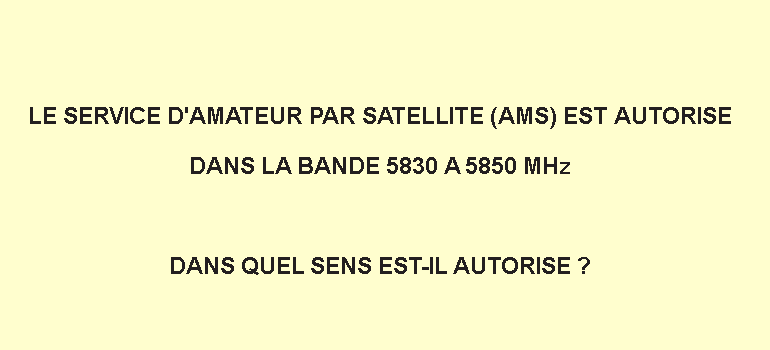 LE SERVICE D'AMATEUR PAR SATELLITE (AMS) EST AUTORISE
DANS LA BANDE 5830 A 5850 MHz
DANS QUEL SENS EST-IL AUTORISE ?